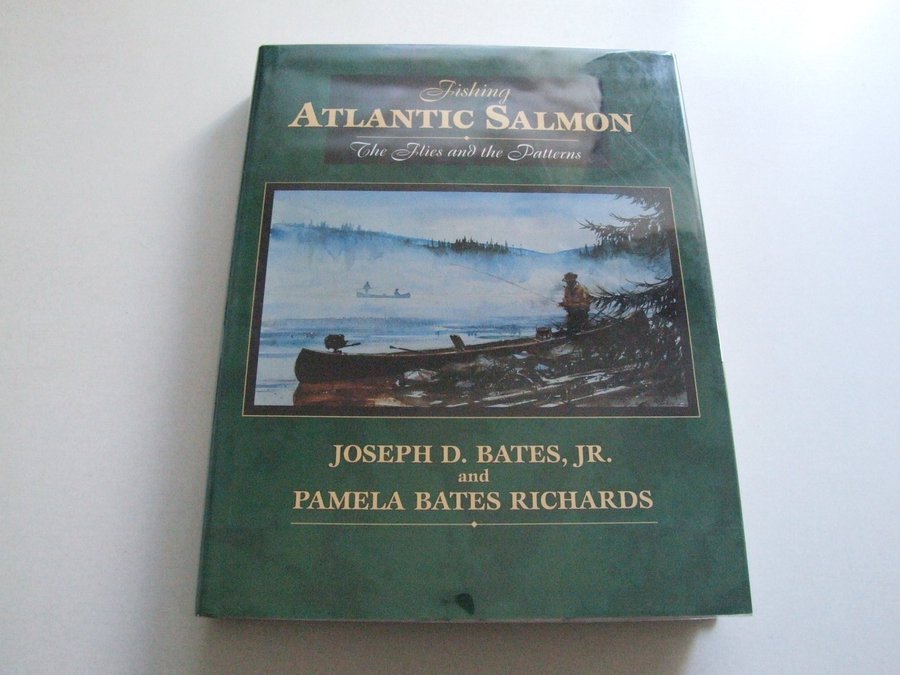 Fishing
ATLANTIC SALMON
The Flies and the Patterns
JOSEPH D. BATES, JR.
and
PAMELA BATES RICHARDS